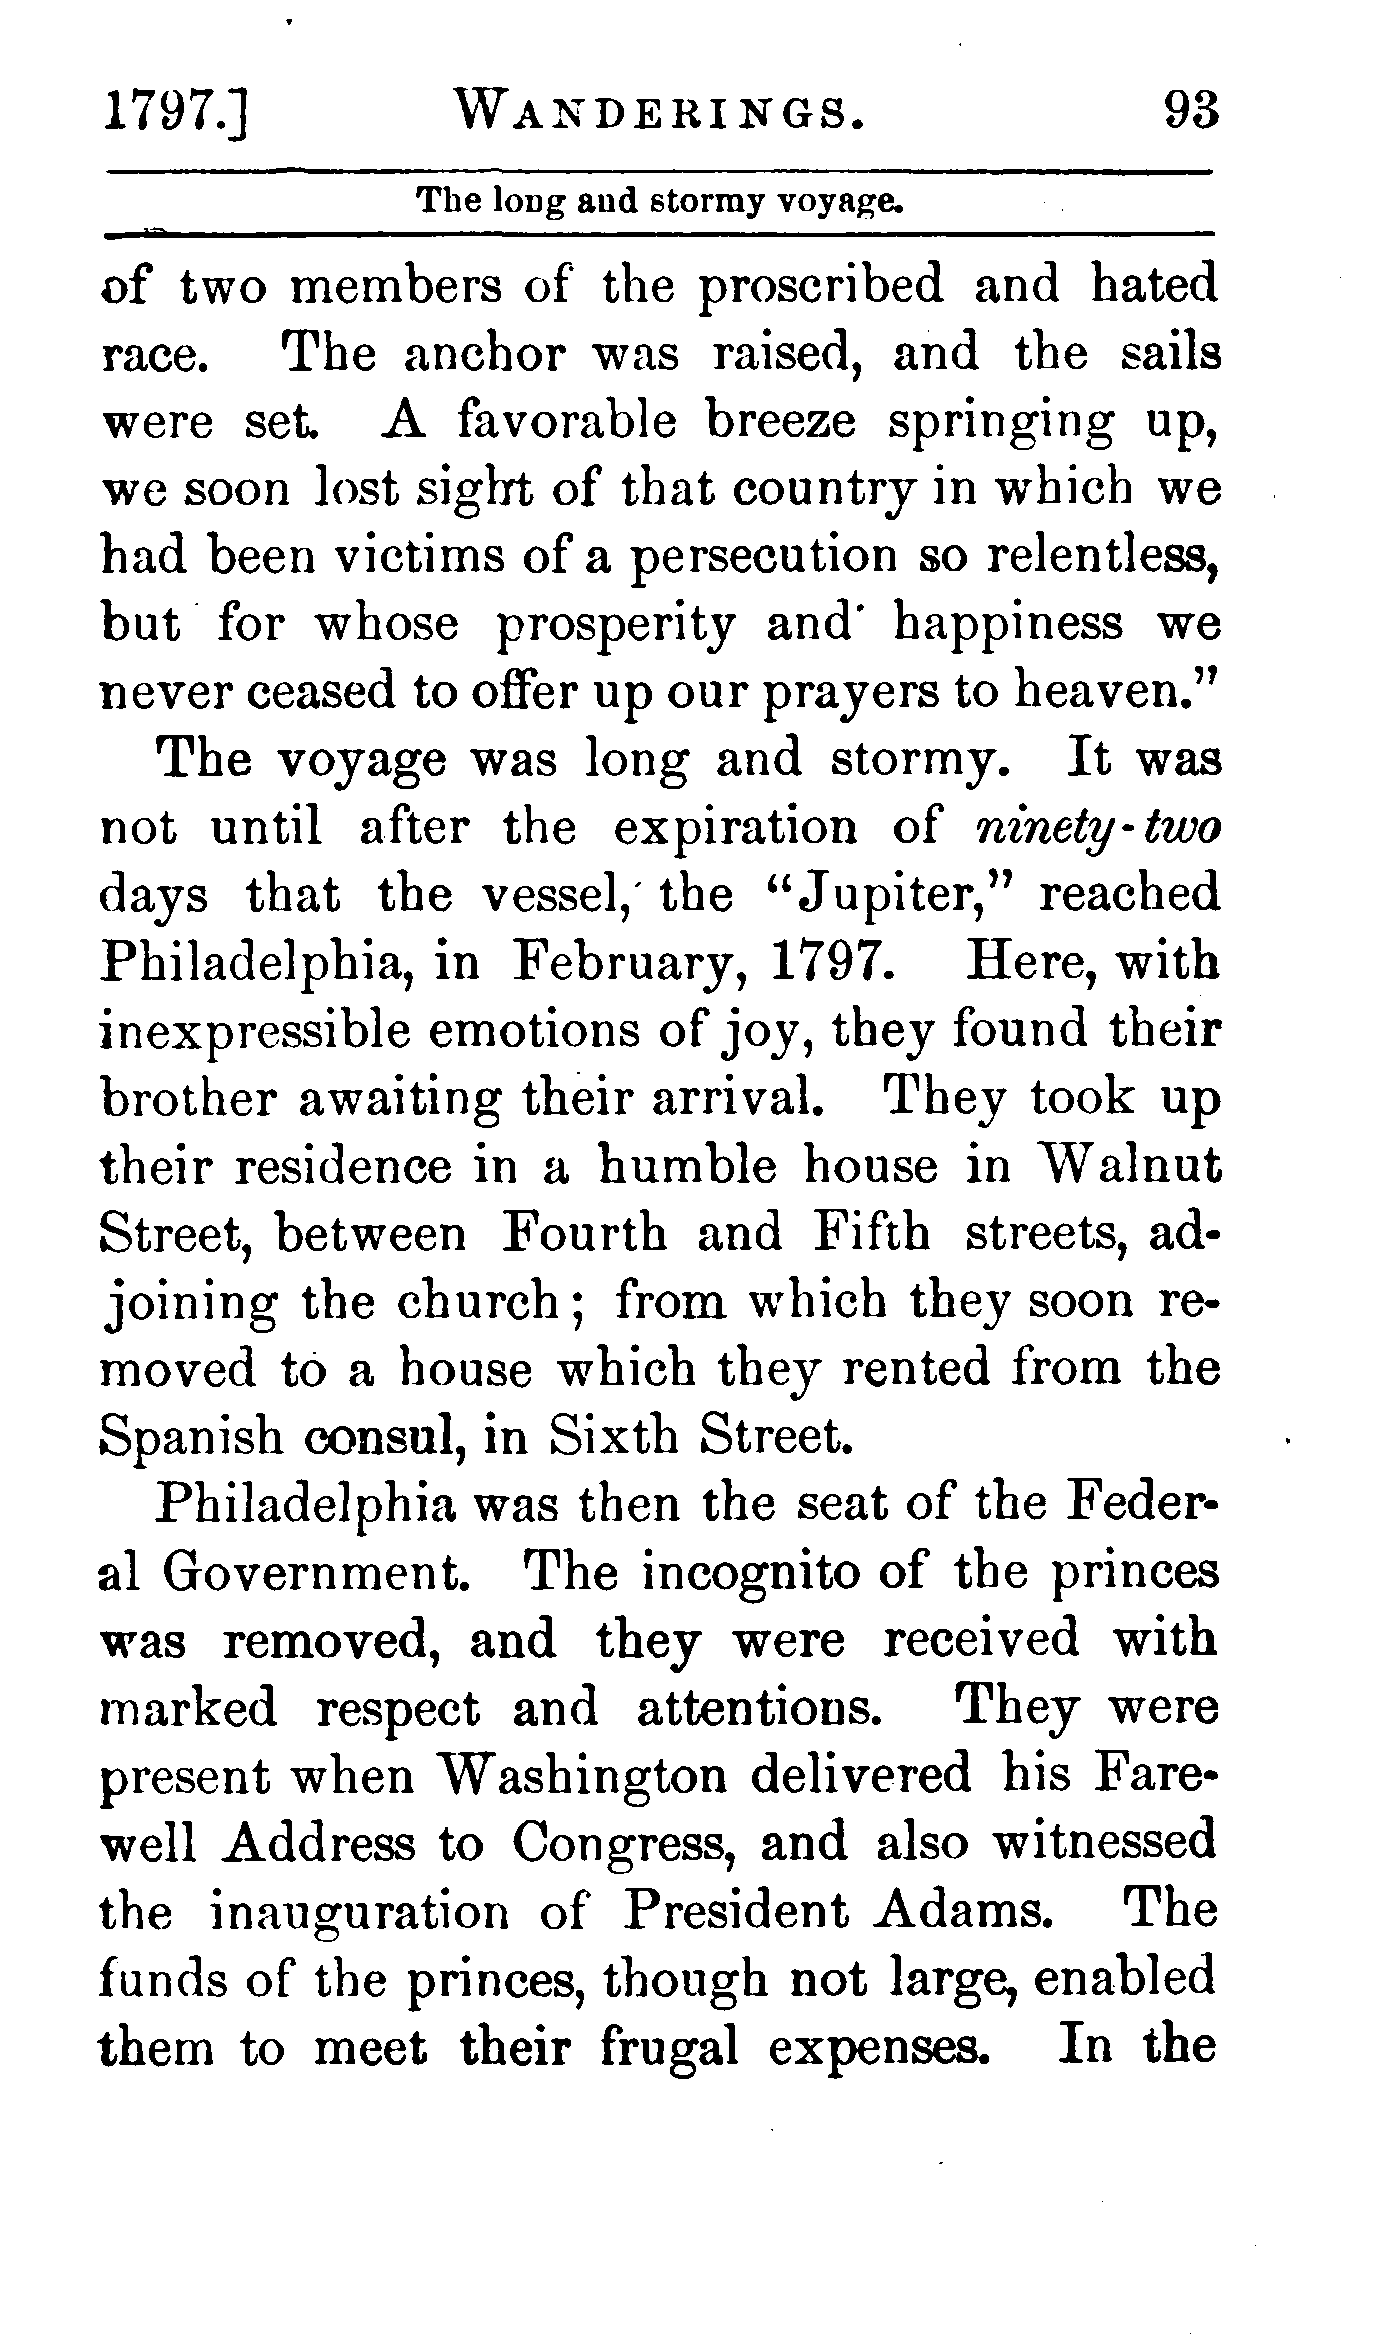 1797.] WANDERINGS. 93
The long and stormy voyage.
of two members of the proscribed and hated
race. The anchor was raised, and the sails
were set. A favorable breeze springing up,
we soon lost sight of that country in which we
had been victims of a persecution so relentless,
but for whose prosperity and happiness we
never ceased to offer up our prayers to heaven."
The voyage was long and stormy. It was
not until after the expiration of ninety-two
days that the vessel, the "Jupiter," reached
Philadelphia, in February, 1797. Here, with
inexpressible emotions of joy, they found their
brother awaiting their arrival. They took up
their residence in a humble house in Walnut
Street, between Fourth and Fifth streets, ad-
joining the church; from which they soon re-
moved to a house which they rented from the
Spanish consul, in Sixth Street.
Philadelphia was then the seat of the Feder-
al Government. The incognito of the princes
was removed, and they were received with
marked respect and attentions. They were
present when Washington delivered his Fare-
well Address to Congress, and also witnessed
the inauguration of President Adams. The
funds of the princes, though not large, enabled
them to meet their frugal expenses. In the